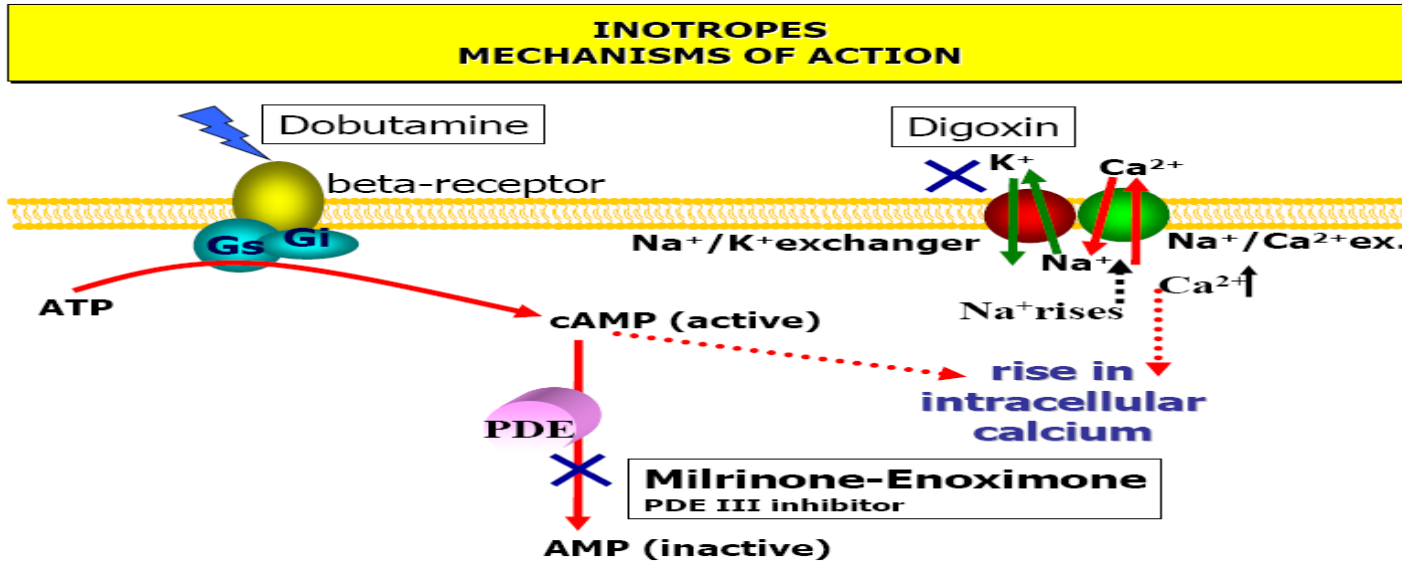 INOTROPES
MECHANISMS OF ACTION
Dobutamine
Digoxin
K⁺
Ca²⁺
beta-receptor
Gs
Gi
Na⁺/K⁺exchanger
Na⁺/Ca²⁺ex.
Na⁺
Ca²⁺
Na⁺rises
ATP
cAMP (active)
rise in
intracellular
calcium
PDE
Milrinone-Enoximone
PDE III inhibitor
AMP (inactive)